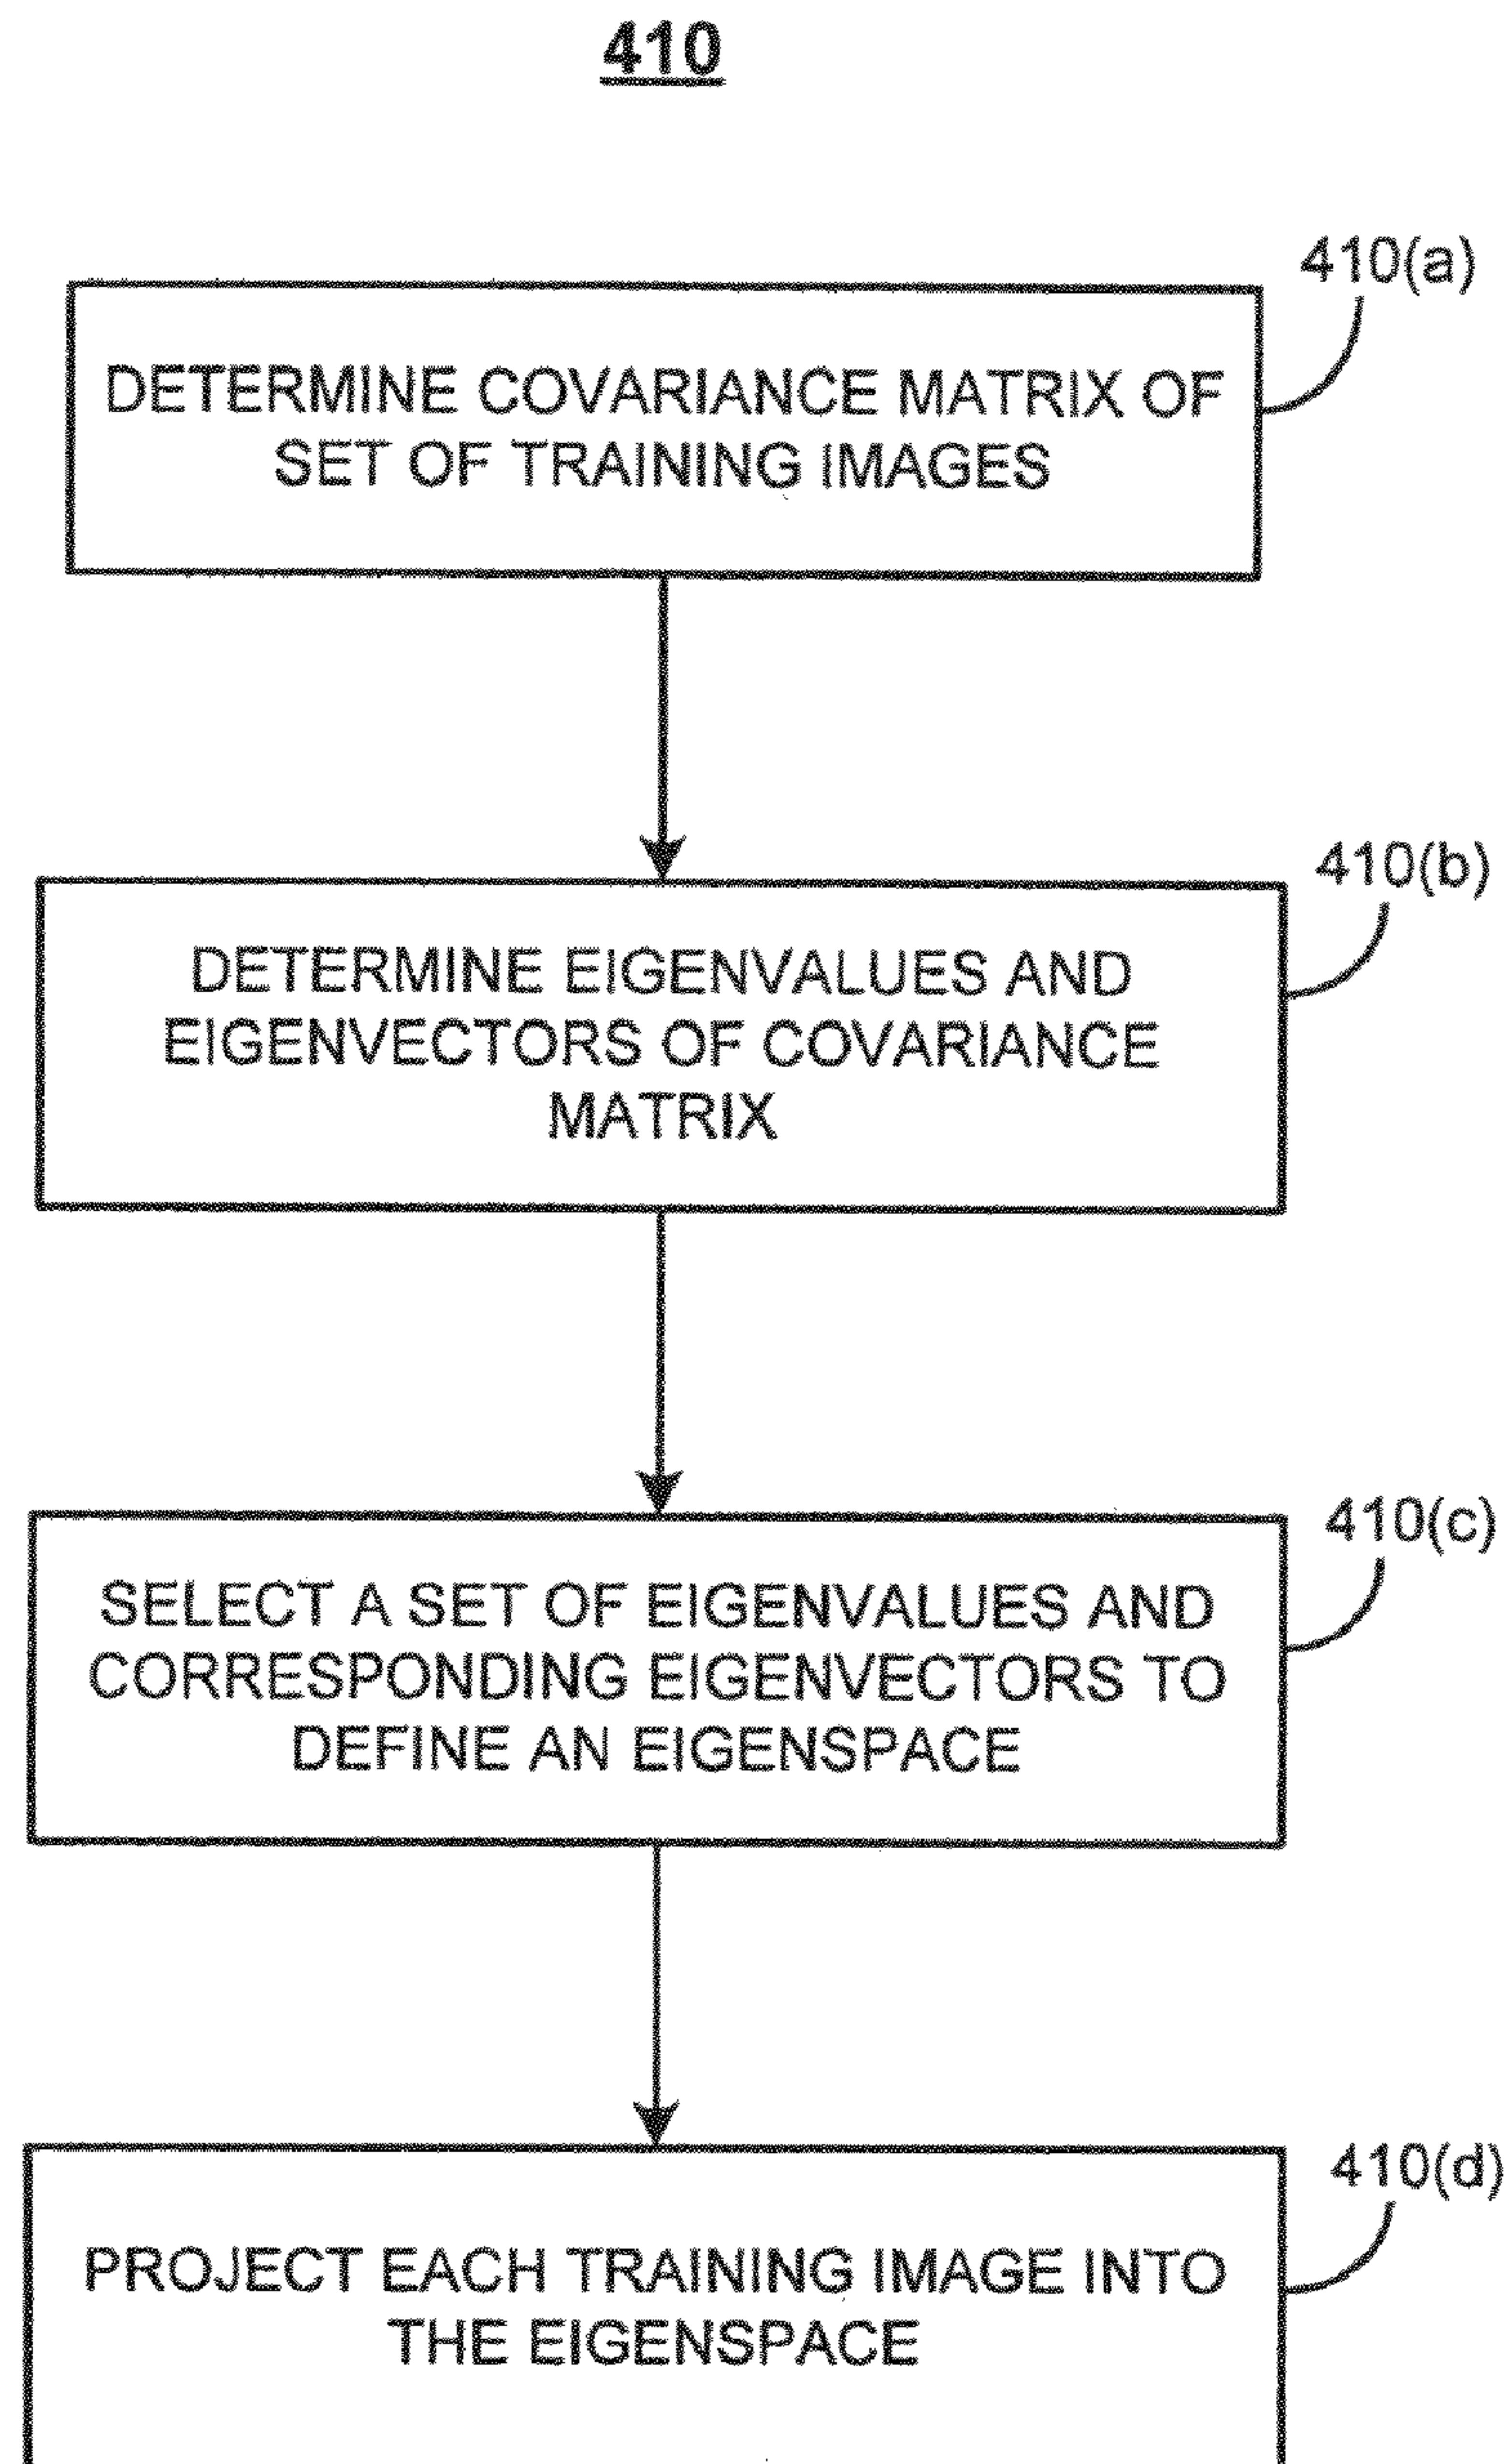 410
410(a)
DETERMINE COVARIANCE MATRIX OF
SET OF TRAINING IMAGES
410(b)
DETERMINE EIGENVALUES AND
EIGENVECTORS OF COVARIANCE
MATRIX
410(c)
SELECT A SET OF EIGENVALUES AND
CORRESPONDING EIGENVECTORS TO
DEFINE AN EIGENSPACE
410(d)
PROJECT EACH TRAINING IMAGE INTO
THE EIGENSPACE